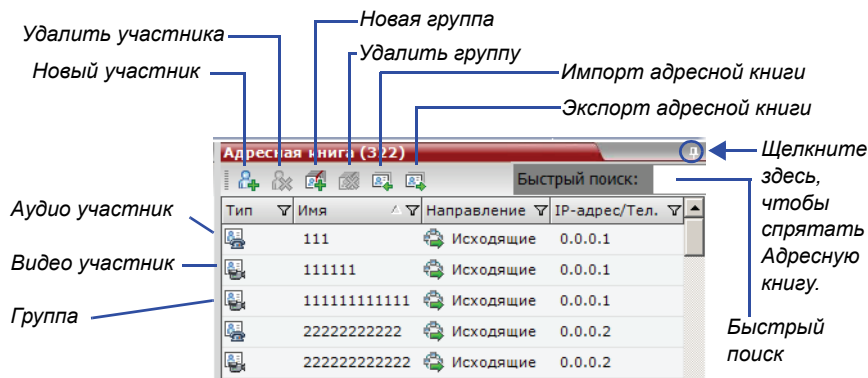 Новая группа
Удалить участника
Удалить группу
Новый участник
Импорт адресной книги
Экспорт адресной книги
Адресная книга (322)
Щелкните
здесь,
чтобы
спрятать
Адресную
книгу.
Быстрый поиск:
Аудио участник
Тип Имя Направление IP-адрес/Тел.
111 Исходящие 0.0.0.1
Видео участник
111111 Исходящие 0.0.0.1
Группа
111111111111 Исходящие 0.0.0.1
22222222222 Исходящие 0.0.0.2
222222222222 Исходящие 0.0.0.2
Быстрый
поиск